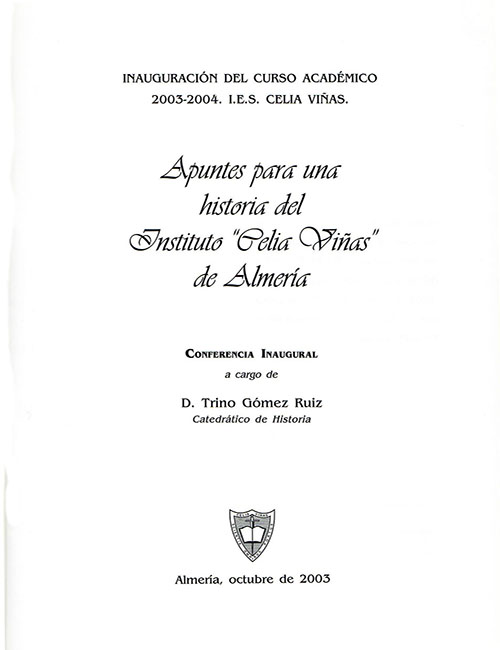 INAUGURACIÓN DEL CURSO ACADÉMICO
2003-2004. I.E.S. CELIA VIÑAS.
Apuntes para una
historia del
Instituto "Celia Viñas"
de Almería
CONFERENCIA INAUGURAL
a cargo de
D. Trino Gómez Ruiz
Catedrático de Historia
Almería, octubre de 2003